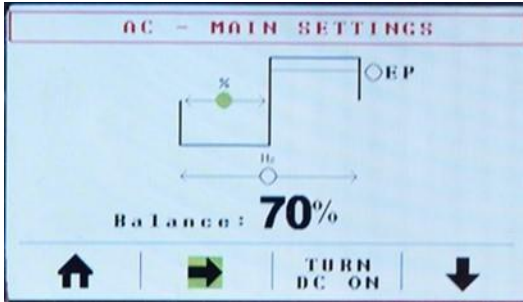 AC - MAIN SETTINGS
%
EP
Hz
Balance: 70%
TURN
DC ON